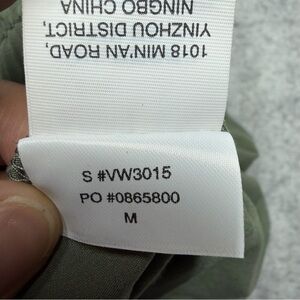 1018 MIN'AN ROAD,
YINZHOU DISTRICT,
NINGBO CHINA
S #VW3015
PO #0865800
M